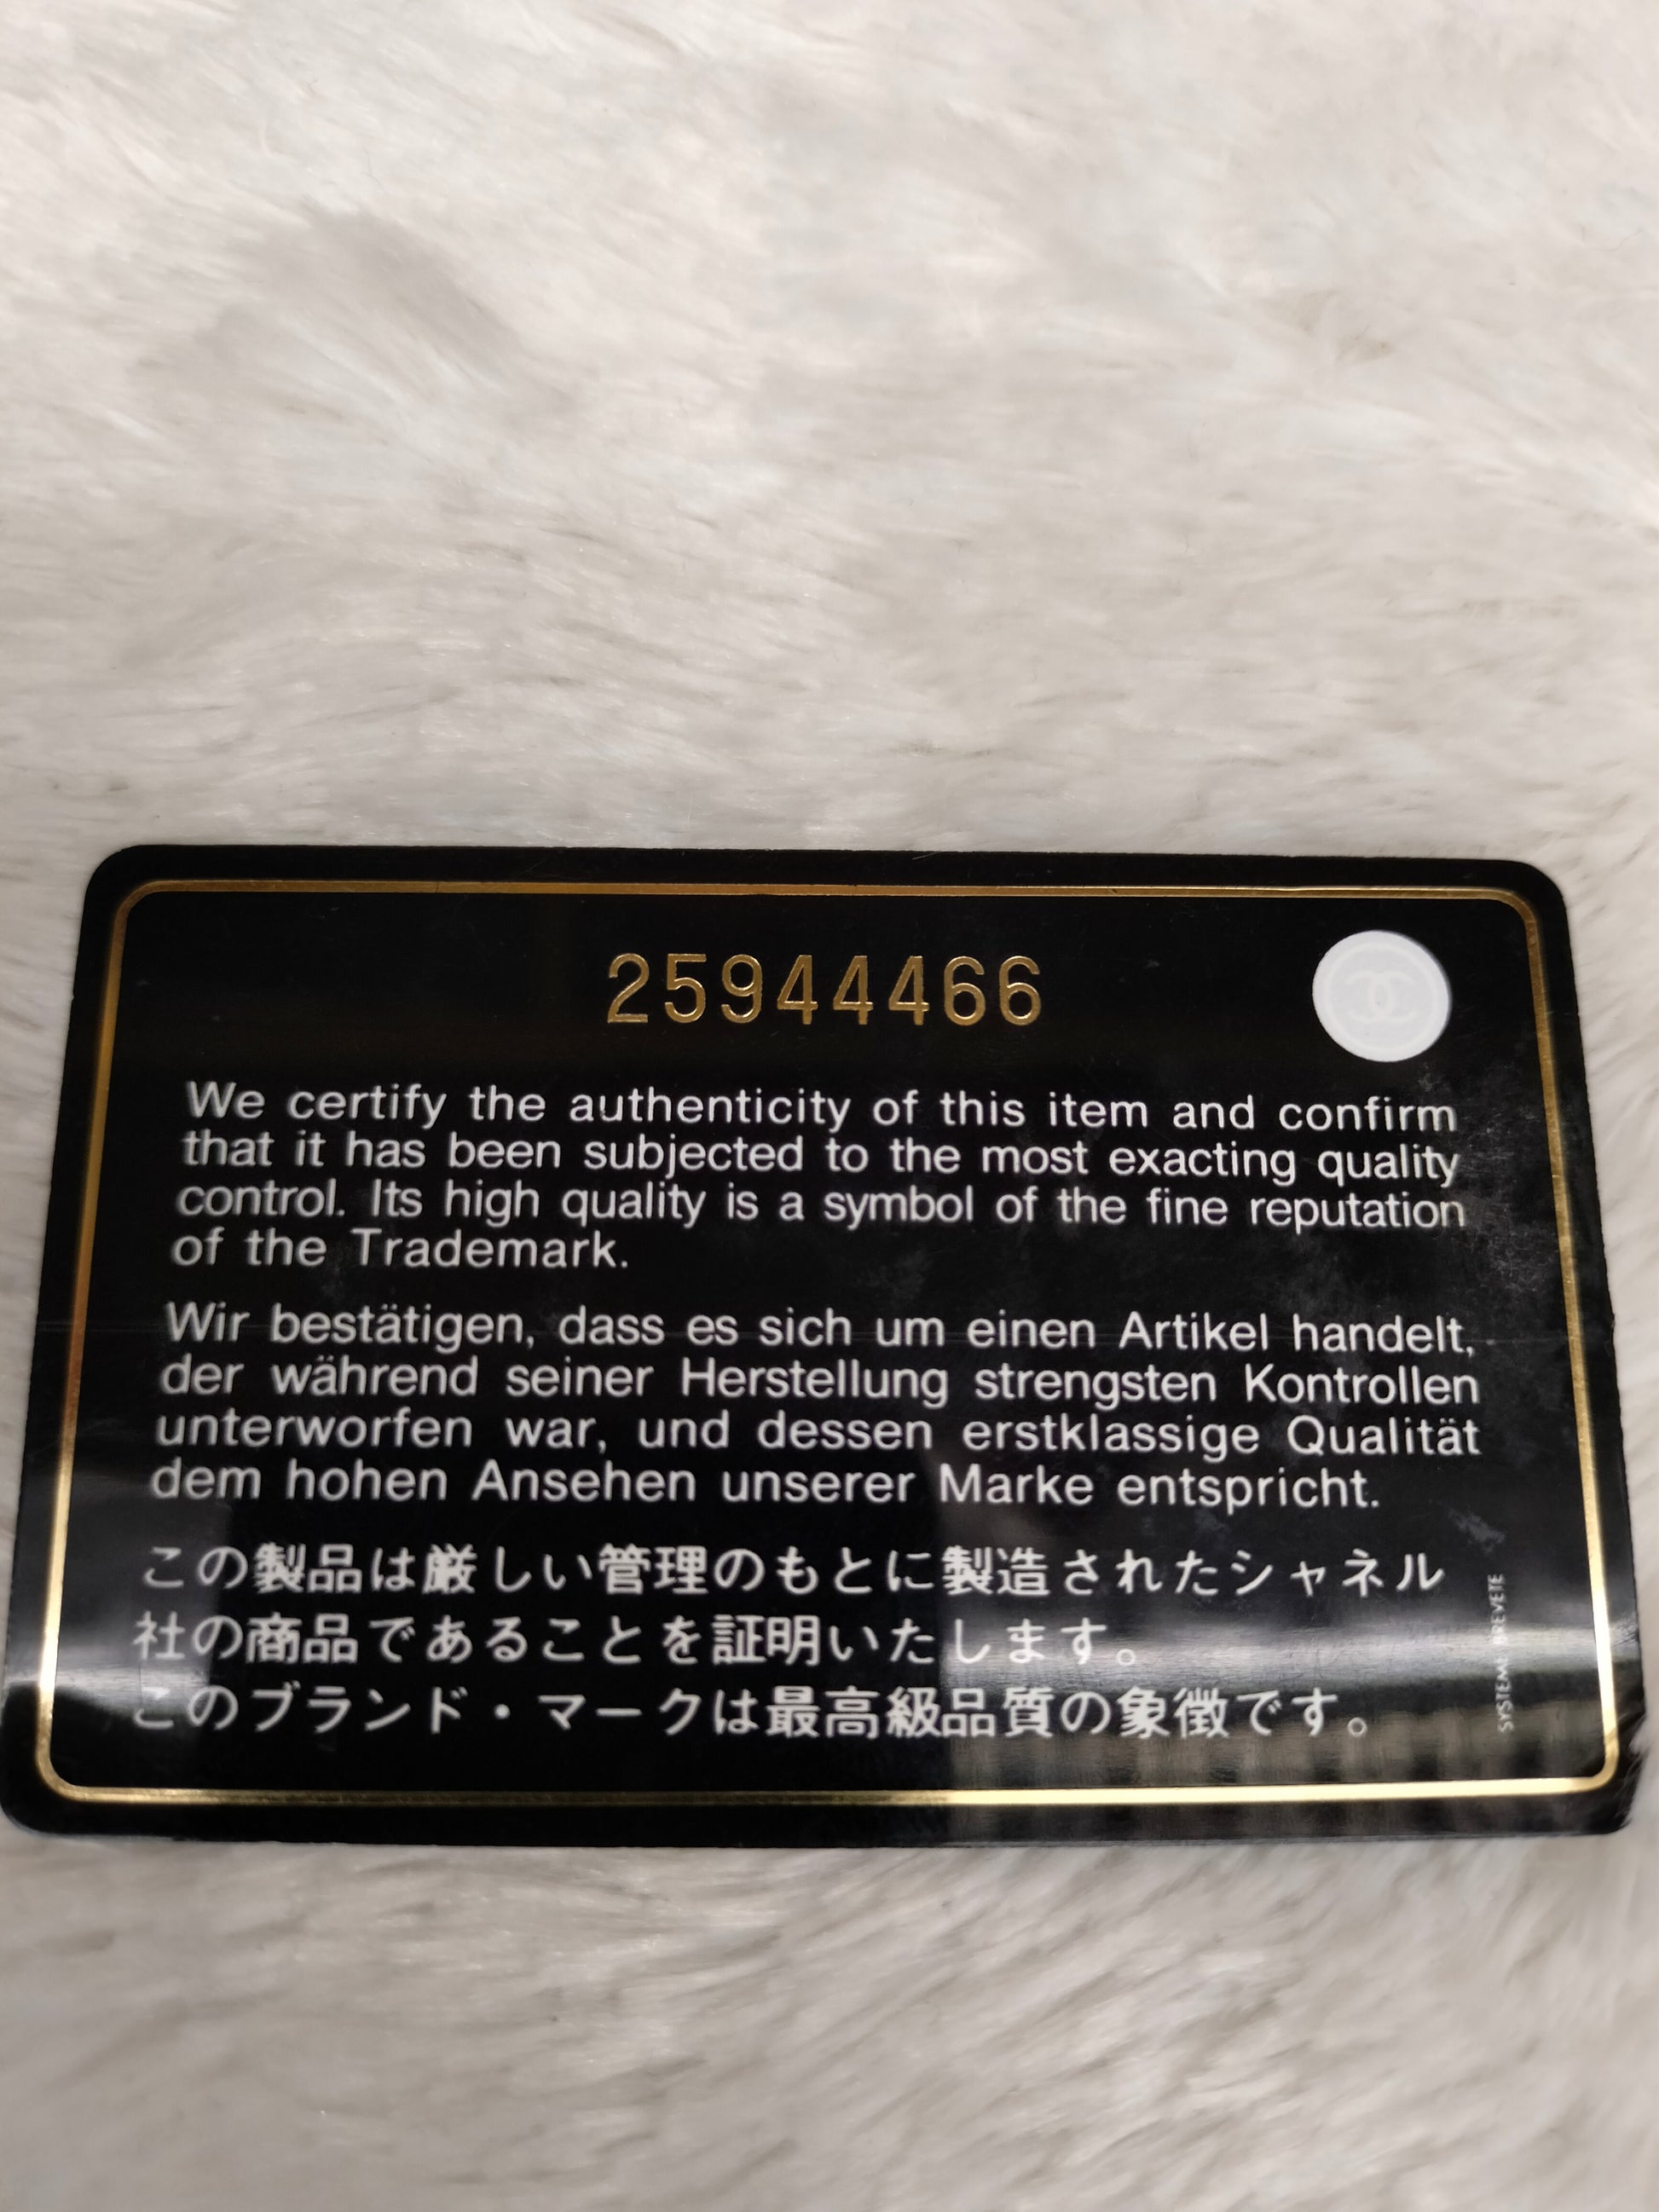 25944466
We certify the authenticity of this item and confirm
that it has been subjected to the most exacting quality
control. Its high quality is a symbol of the fine reputation
of the Trademark.
Wir bestätigen, dass es sich um einen Artikel handelt,
der während seiner Herstellung strengsten Kontrollen
unterworfen war, und dessen erstklassige Qualität
dem hohen Ansehen unserer Marke entspricht.
この製品は厳しい管理のもとに製造されたシャネル
社の商品であることを証明いたします。
このブランド・マークは最高級品質の象徴です。
SYSTEME BREVETE